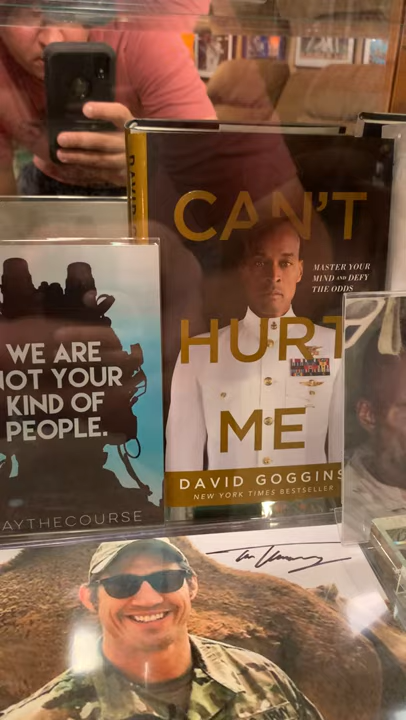 CAN'T
MASTER YOUR
MIND AND DEFY
THE ODDS
HURT
ME
DAVID GOGGINS
NEW YORK TIMES BESTSELLER
WE ARE
NOT YOUR
KIND OF
PEOPLE.
AYTHECOURSE